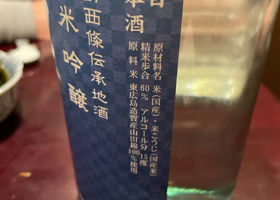 日本酒
原材料名 米(国産)・米こうじ(国産米)
精米歩合 60% アルコール分 15度
原料米 東広島造賀産山田錦100%使用
西條伝承地酒
米吟醸